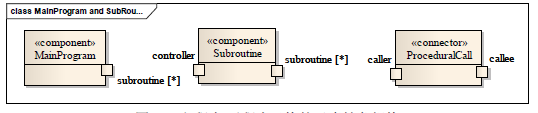 class MainProgram and SubRou...
«component»
MainProgram
subroutine [*]
controller
«component»
Subroutine
subroutine [*]
caller
«connector»
ProceduralCall
callee